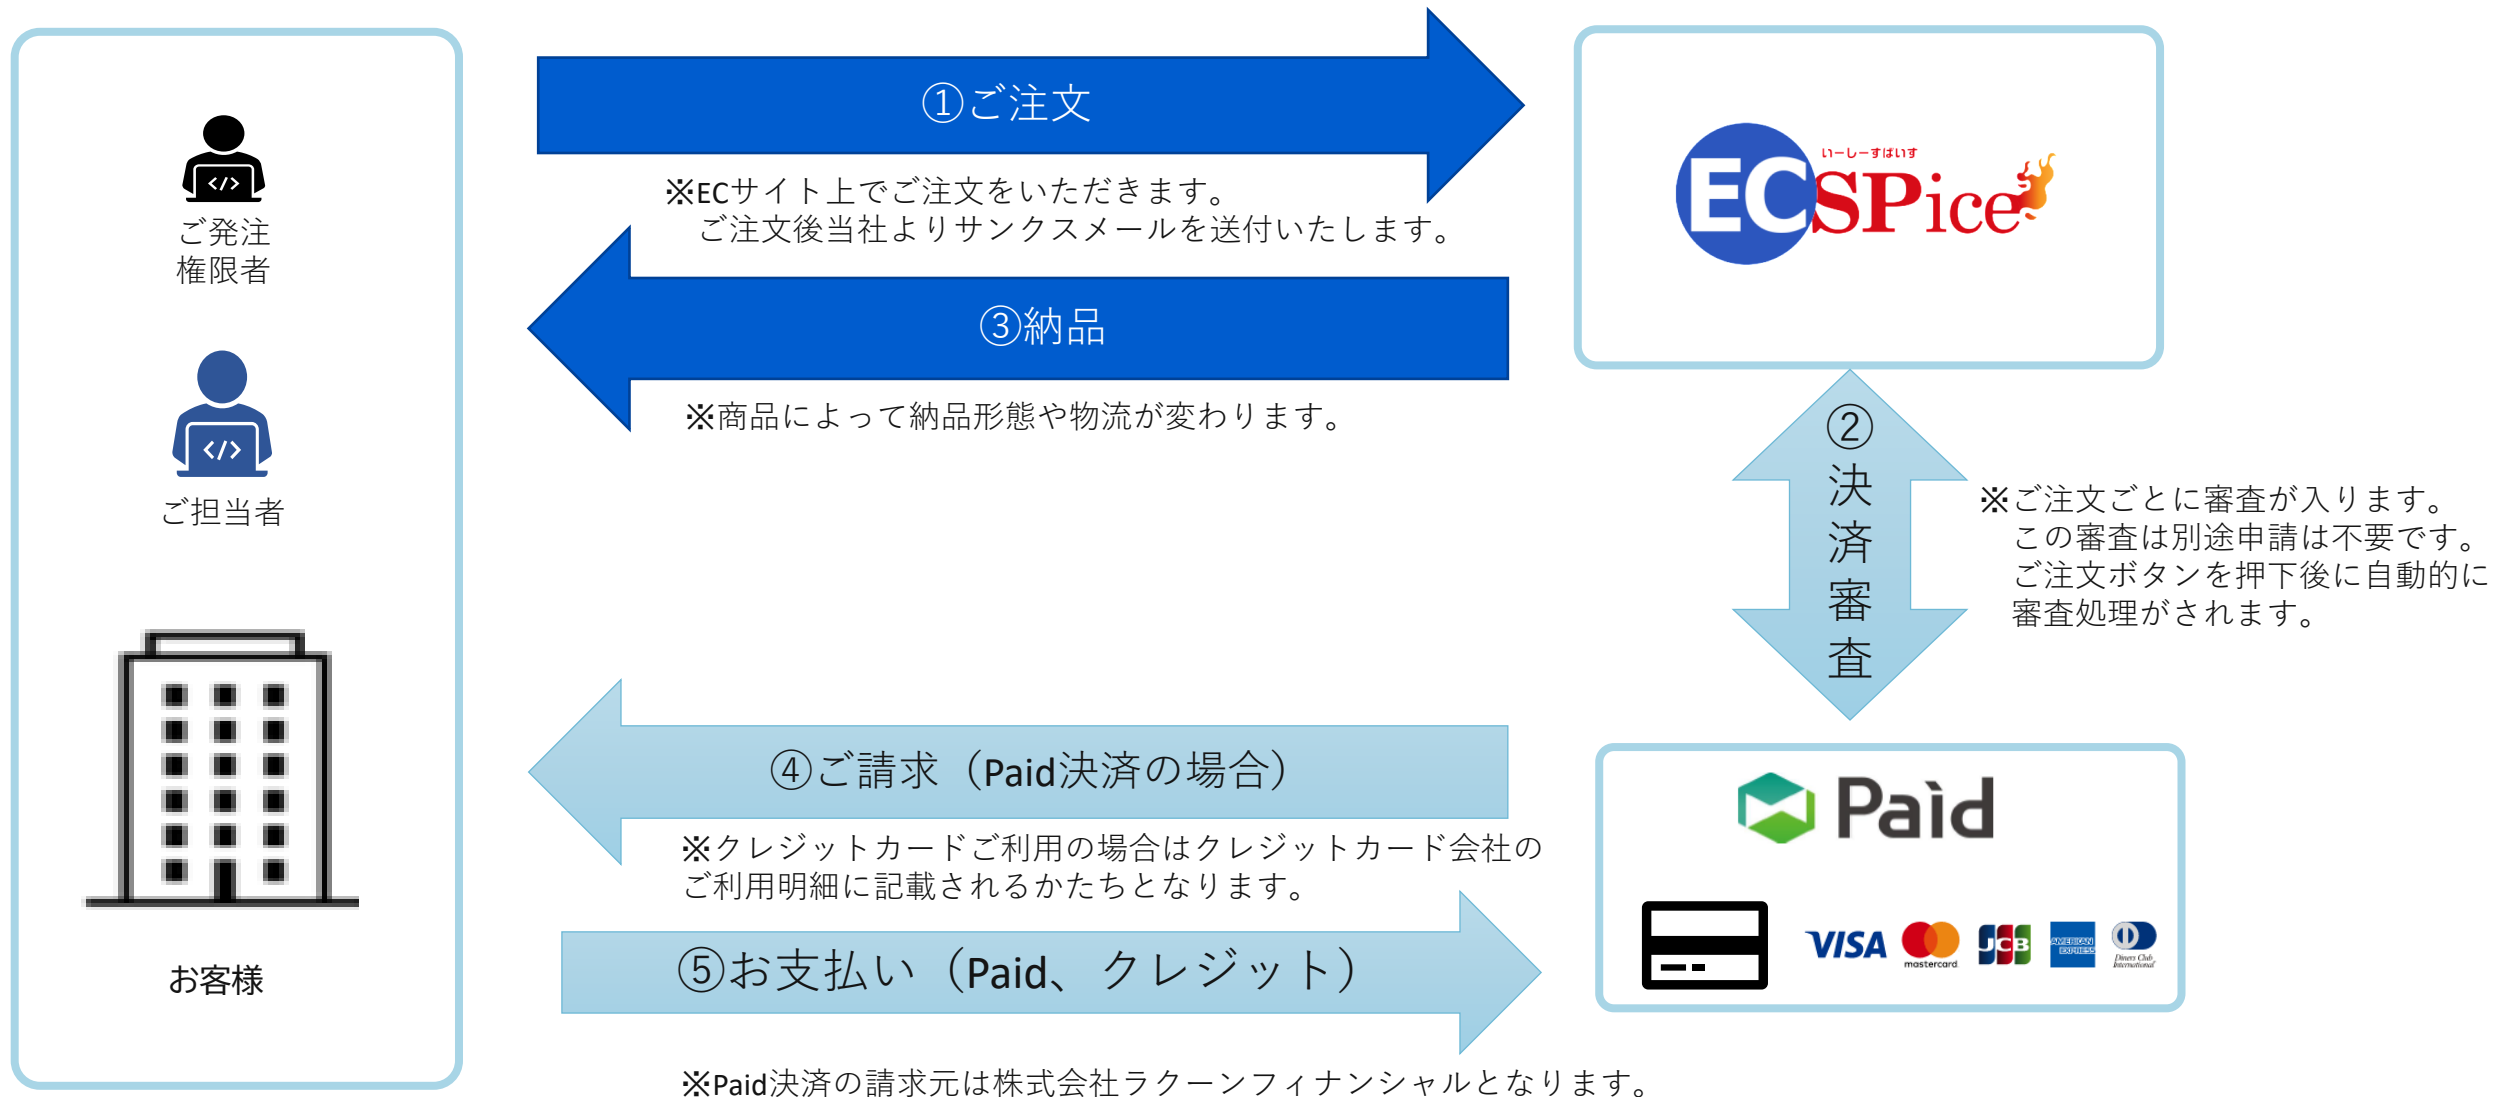 ご発注
権限者
ご担当者
お客様
①ご注文
※ECサイト上でご注文をいただきます。
ご注文後当社よりサンクスメールを送付いたします。
③納品
※商品によって納品形態や物流が変わります。
いーしーすぱいす
ECSPice
②決済審査
※ご注文ごとに審査が入ります。
この審査は別途申請は不要です。
ご注文ボタンを押下後に自動的に
審査処理がされます。
④ご請求（Paid決済の場合）
※クレジットカードご利用の場合はクレジットカード会社の
ご利用明細に記載されるかたちとなります。
⑤お支払い（Paid、クレジット）
※Paid決済の請求元は株式会社ラクーンフィナンシャルとなります。
Paid
VISA
mastercard
JCB
AMERICAN
EXPRESS
Diners Club
International